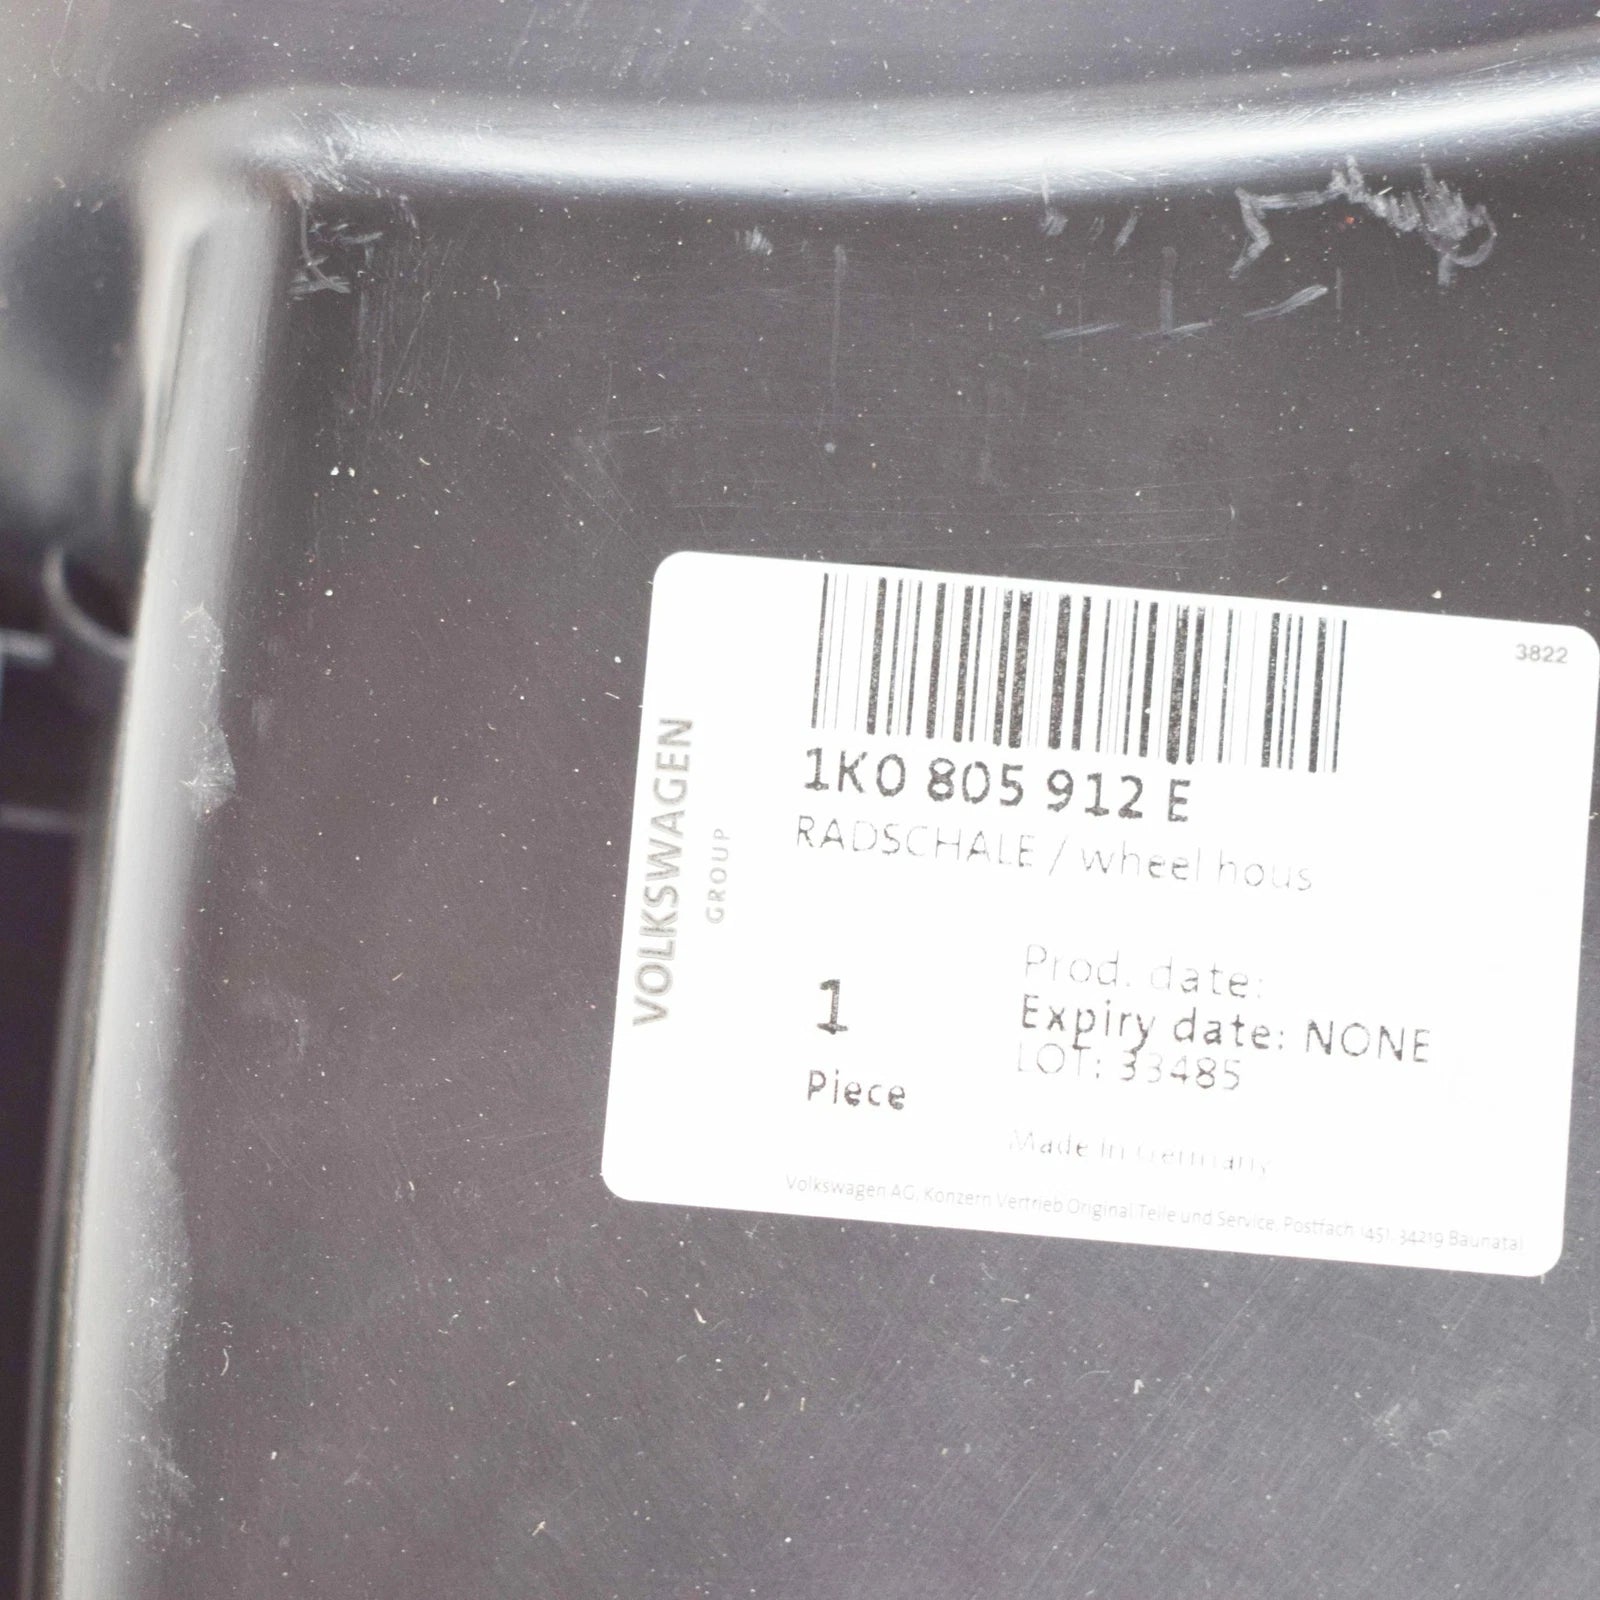 3822
VOLKSWAGEN
GROUP
1K0 805 912 E
RADSCHALE / wheel hous
1
Piece
Prod. date:
Expiry date: NONE
LOT: 33485
Made in Germany
Volkswagen AG, Konzern Vertrieb Original Teile und Service, Postfach (45), 34219 Baunatal